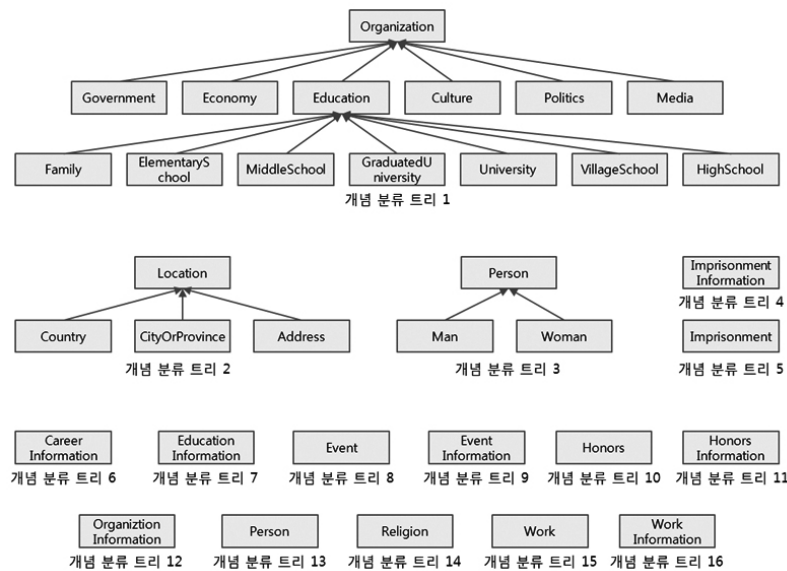 Organization
Government Economy Education Culture Politics Media
Family ElementaryS
chool MiddleSchool GraduatedU
niversity University VillageSchool HighSchool
개념 분류 트리 1
Location Person Imprisonment
Information
개념 분류 트리 4
Country CityOrProvince Address Man Woman Imprisonment
개념 분류 트리 2 개념 분류 트리 3 개념 분류 트리 5
Career
Information Education
Information Event Event
Information Honors Honors
Information
개념 분류 트리 6 개념 분류 트리 7 개념 분류 트리 8 개념 분류 트리 9 개념 분류 트리 10 개념 분류 트리 11
Organiztion
Information Person Religion Work Work
Information
개념 분류 트리 12 개념 분류 트리 13 개념 분류 트리 14 개념 분류 트리 15 개념 분류 트리 16